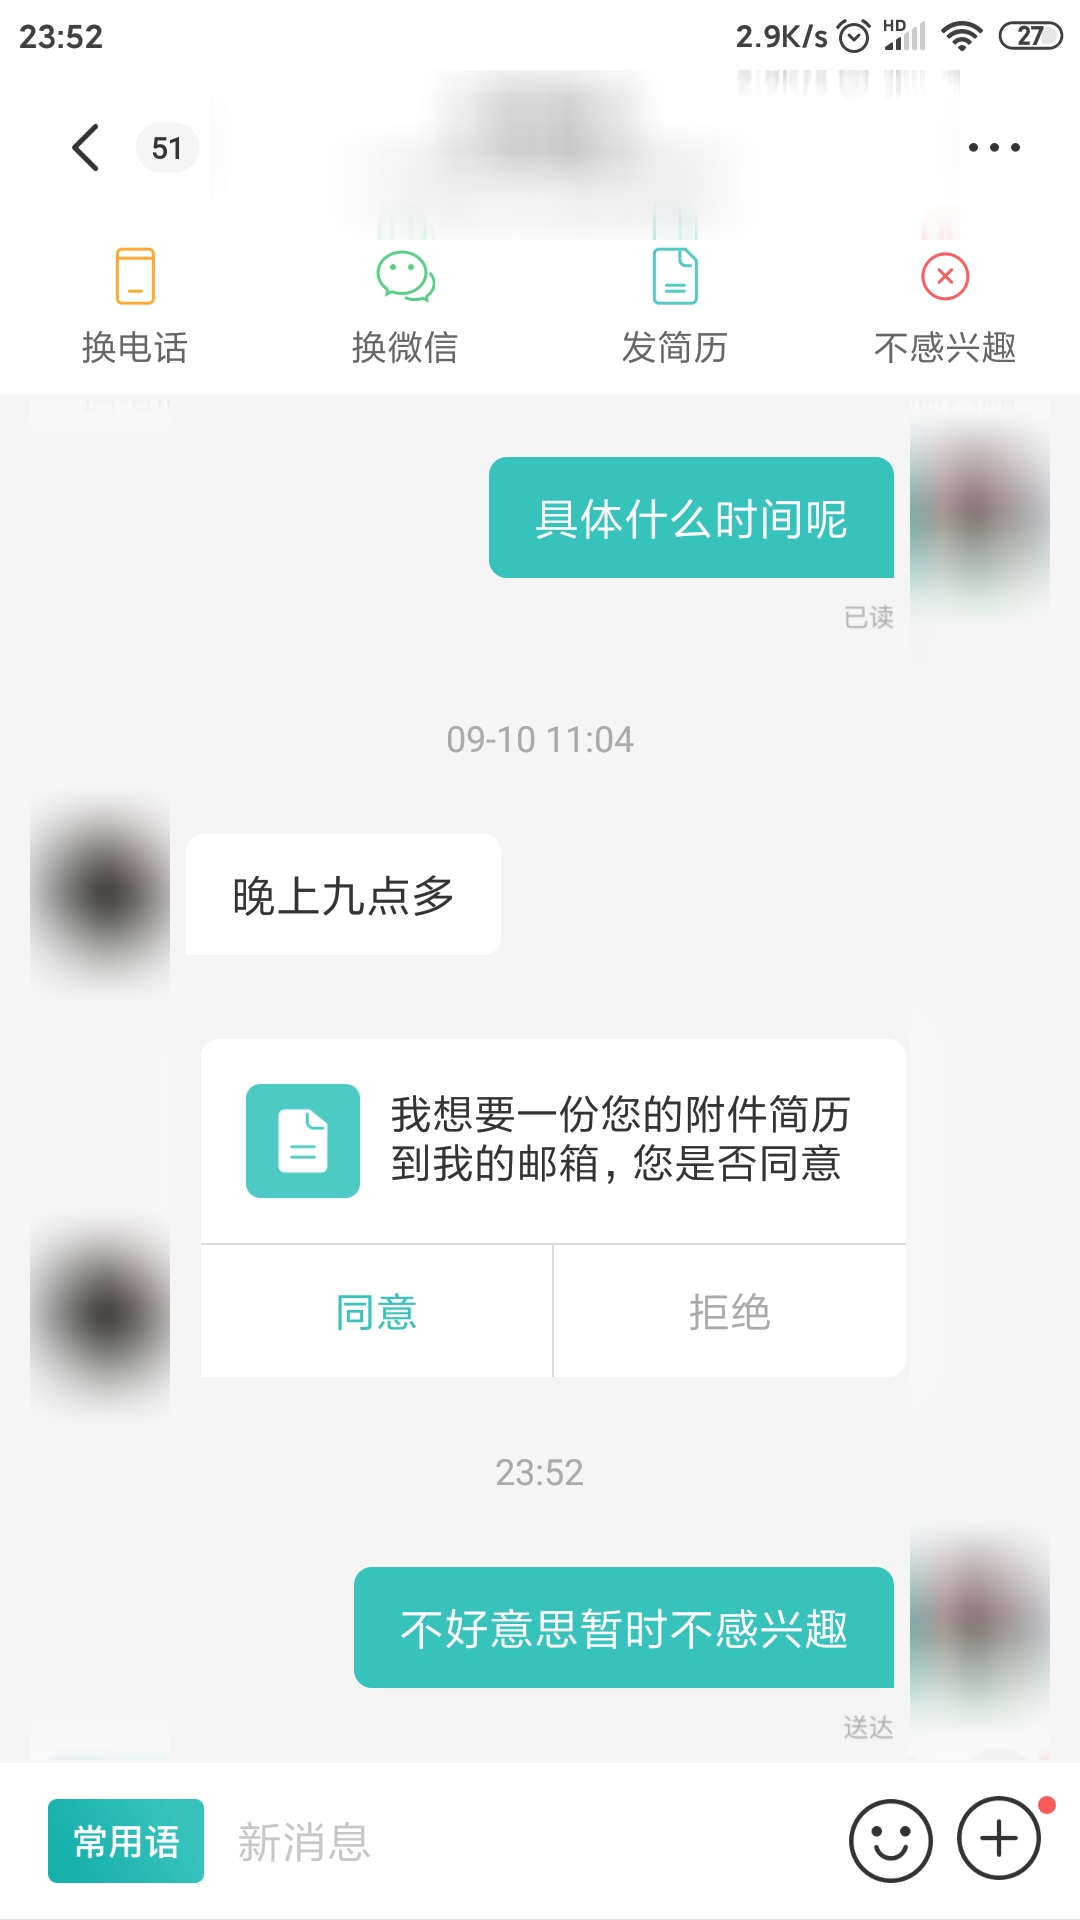 23:52
2.9K/s
HD
27
51
换电话
换微信
发简历
不感兴趣
具体什么时间呢
已读
09-10 11:04
晚上九点多
我想要一份您的附件简历
到我的邮箱，您是否同意
同意
拒绝
23:52
不好意思暂时不感兴趣
送达
常用语
新消息